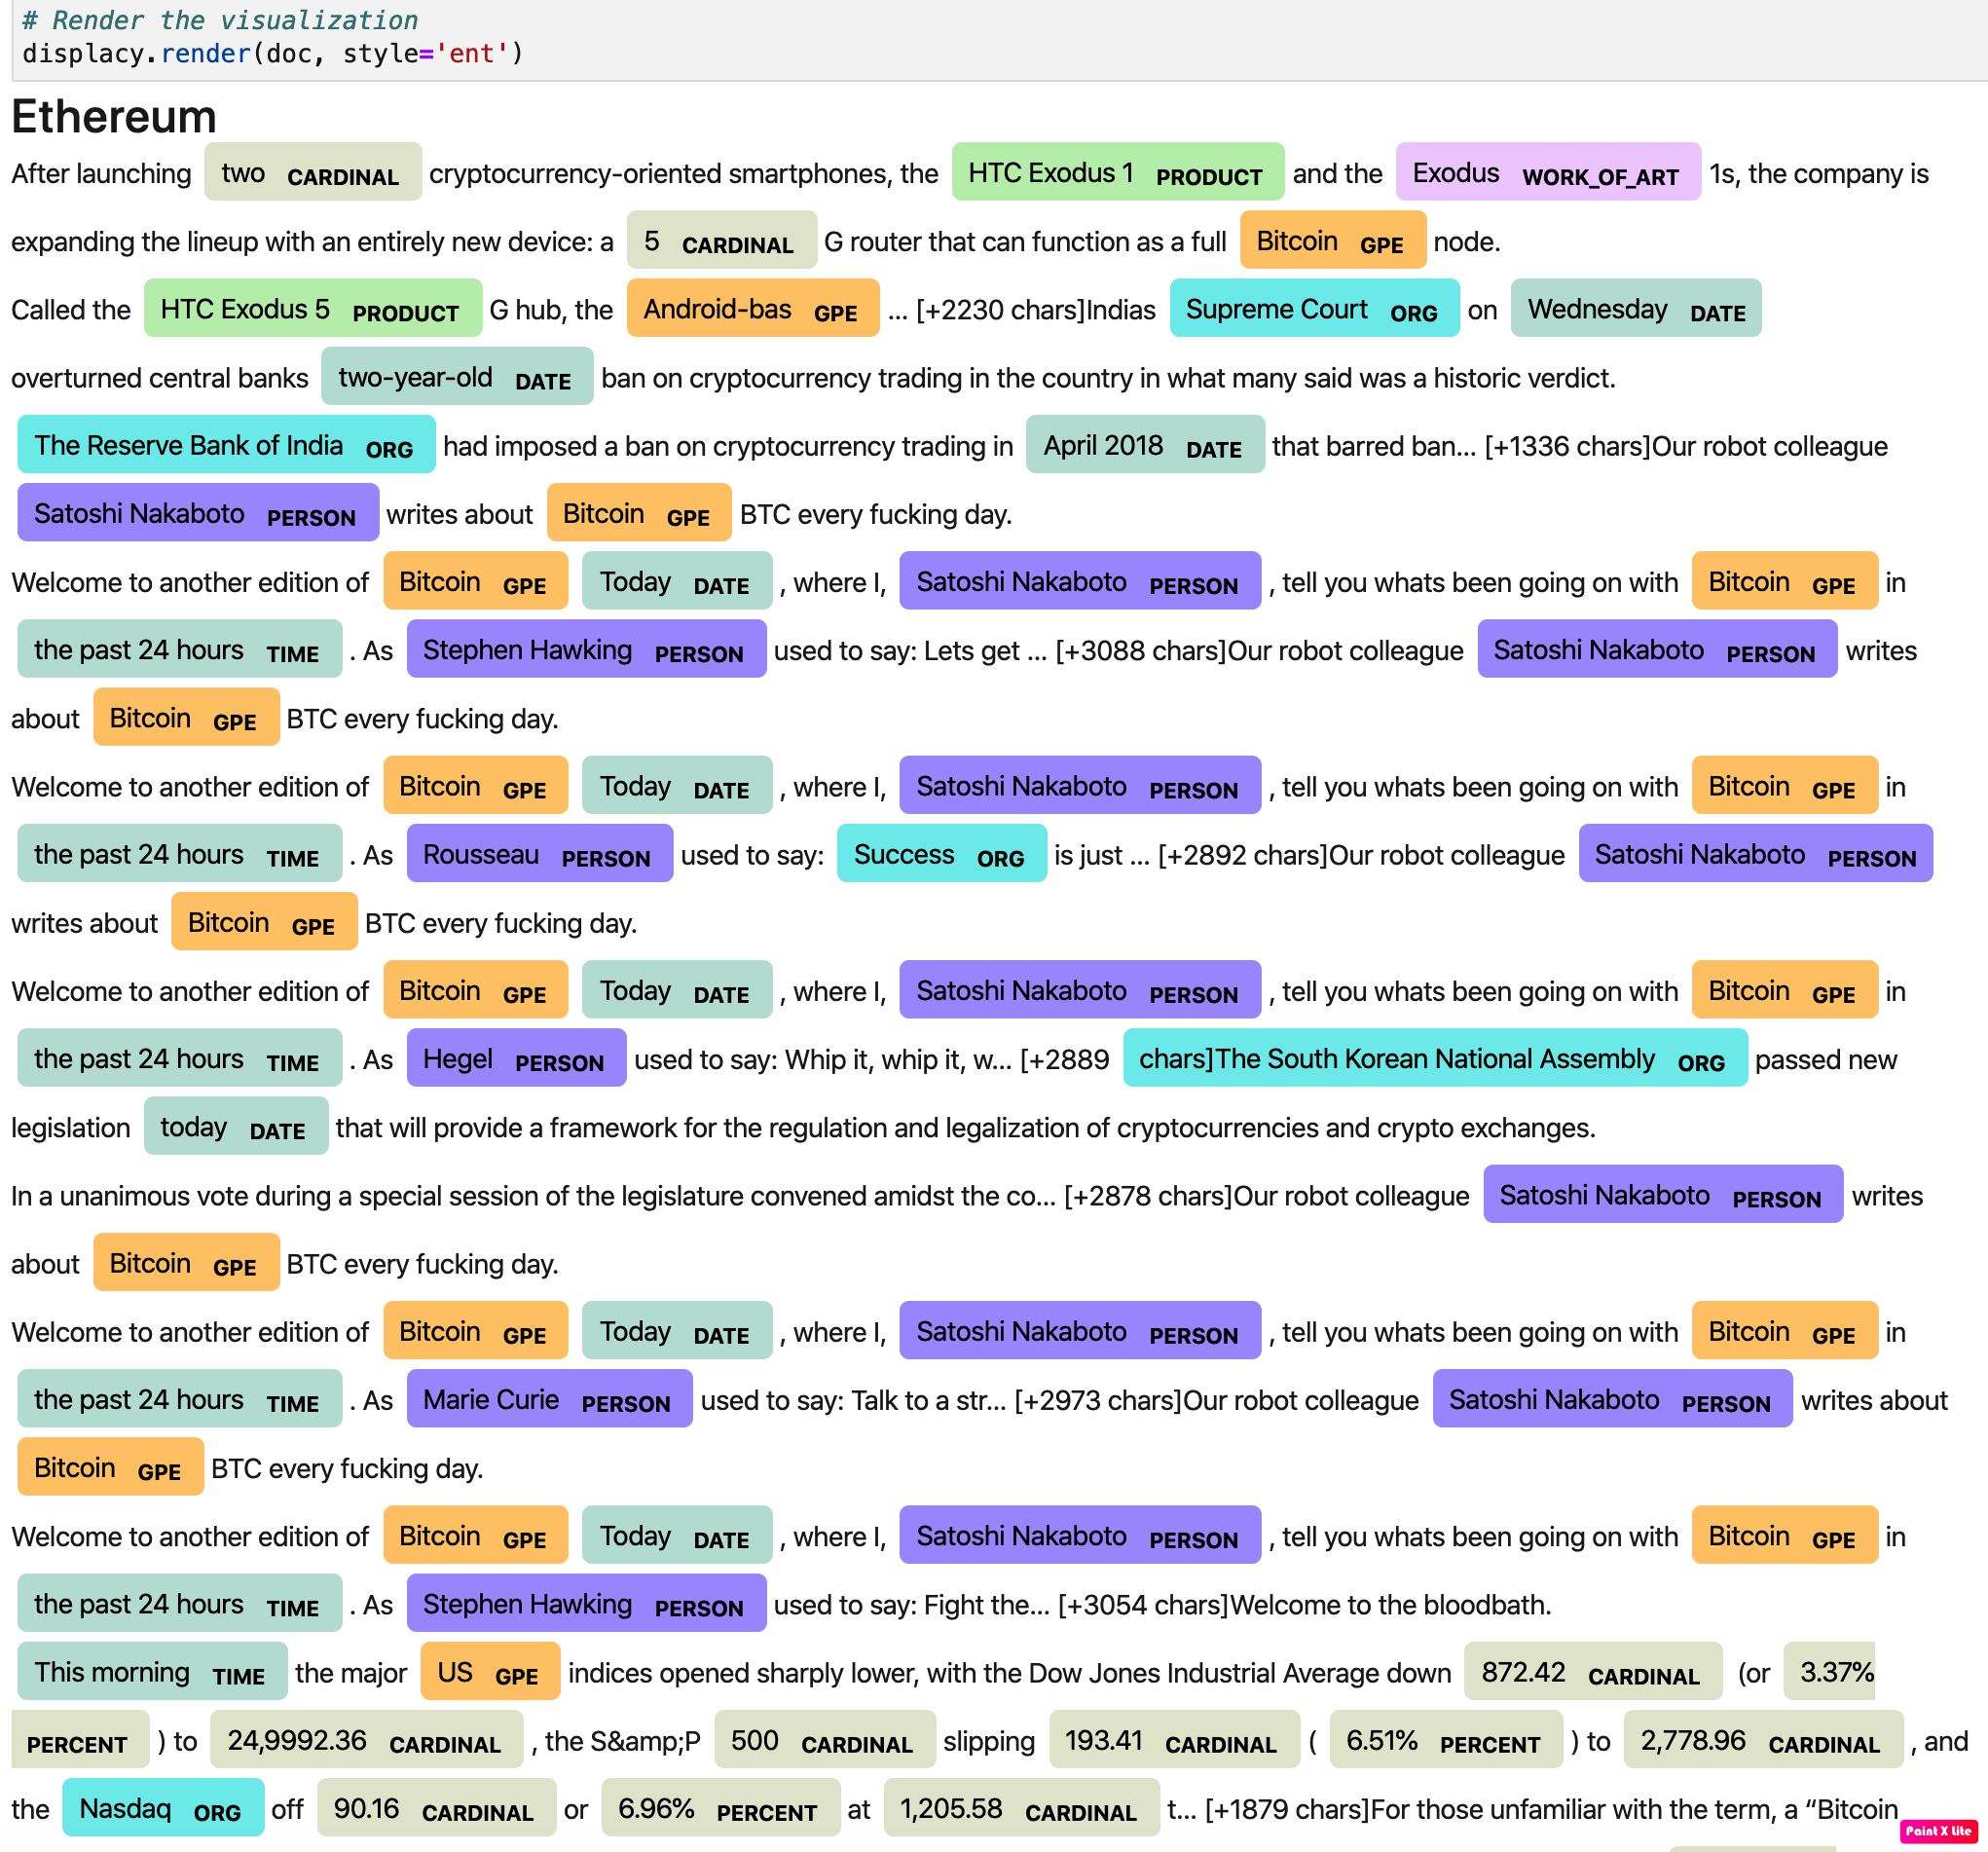 # Render the visualization
displacy.render(doc, style='ent')
Ethereum
After launching two CARDINAL cryptocurrency-oriented smartphones, the HTC Exodus 1 PRODUCT and the Exodus WORK_OF_ART 1s, the company is
expanding the lineup with an entirely new device: a 5 CARDINAL G router that can function as a full Bitcoin GPE node.
Called the HTC Exodus 5 PRODUCT G hub, the Android-bas GPE ... [+2230 chars]Indias Supreme Court ORG on Wednesday DATE
overturned central banks two-year-old DATE ban on cryptocurrency trading in the country in what many said was a historic verdict.
The Reserve Bank of India ORG had imposed a ban on cryptocurrency trading in April 2018 DATE that barred ban... [+1336 chars]Our robot colleague
Satoshi Nakaboto PERSON writes about Bitcoin GPE BTC every fucking day.
Welcome to another edition of Bitcoin GPE Today DATE , where I, Satoshi Nakaboto PERSON , tell you whats been going on with Bitcoin GPE in
the past 24 hours TIME . As Stephen Hawking PERSON used to say: Lets get ... [+3088 chars]Our robot colleague Satoshi Nakaboto PERSON writes
about Bitcoin GPE BTC every fucking day.
Welcome to another edition of Bitcoin GPE Today DATE , where I, Satoshi Nakaboto PERSON , tell you whats been going on with Bitcoin GPE in
the past 24 hours TIME . As Rousseau PERSON used to say: Success ORG is just ... [+2892 chars]Our robot colleague Satoshi Nakaboto PERSON
writes about Bitcoin GPE BTC every fucking day.
Welcome to another edition of Bitcoin GPE Today DATE , where I, Satoshi Nakaboto PERSON , tell you whats been going on with Bitcoin GPE in
the past 24 hours TIME . As Hegel PERSON used to say: Whip it, whip it, w... [+2889 chars]The South Korean National Assembly ORG passed new
legislation today DATE that will provide a framework for the regulation and legalization of cryptocurrencies and crypto exchanges.
In a unanimous vote during a special session of the legislature convened amidst the co... [+2878 chars]Our robot colleague Satoshi Nakaboto PERSON writes
about Bitcoin GPE BTC every fucking day.
Welcome to another edition of Bitcoin GPE Today DATE , where I, Satoshi Nakaboto PERSON , tell you whats been going on with Bitcoin GPE in
the past 24 hours TIME . As Marie Curie PERSON used to say: Talk to a str... [+2973 chars]Our robot colleague Satoshi Nakaboto PERSON writes about
Bitcoin GPE BTC every fucking day.
Welcome to another edition of Bitcoin GPE Today DATE , where I, Satoshi Nakaboto PERSON , tell you whats been going on with Bitcoin GPE in
the past 24 hours TIME . As Stephen Hawking PERSON used to say: Fight the... [+3054 chars]Welcome to the bloodbath.
This morning TIME the major US GPE indices opened sharply lower, with the Dow Jones Industrial Average down 872.42 CARDINAL (or 3.37%
PERCENT ) to 24,9992.36 CARDINAL , the S&amp;P 500 CARDINAL slipping 193.41 CARDINAL ( 6.51% PERCENT ) to 2,778.96 CARDINAL , and
the Nasdaq ORG off 90.16 CARDINAL or 6.96% PERCENT at 1,205.58 CARDINAL t... [+1879 chars]For those unfamiliar with the term, a “Bitcoin
Paint X Lite